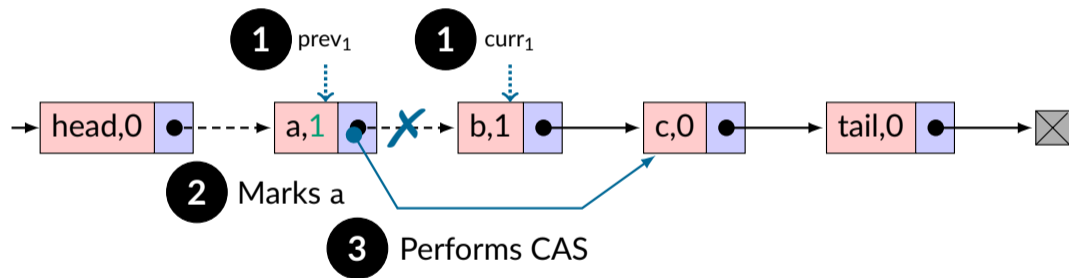 1 prev1
1 curr1
head,0
a,1
b,1
c,0
tail,0
2 Marks a
3 Performs CAS